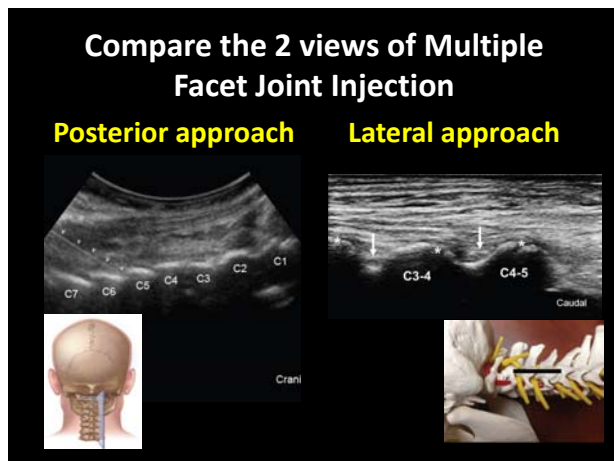 Compare the 2 views of Multiple
Facet Joint Injection
Posterior approach
Lateral approach
C7 C6 C5 C4 C3 C2 C1
Crani
* * *
C3-4 C4-5
Caudal